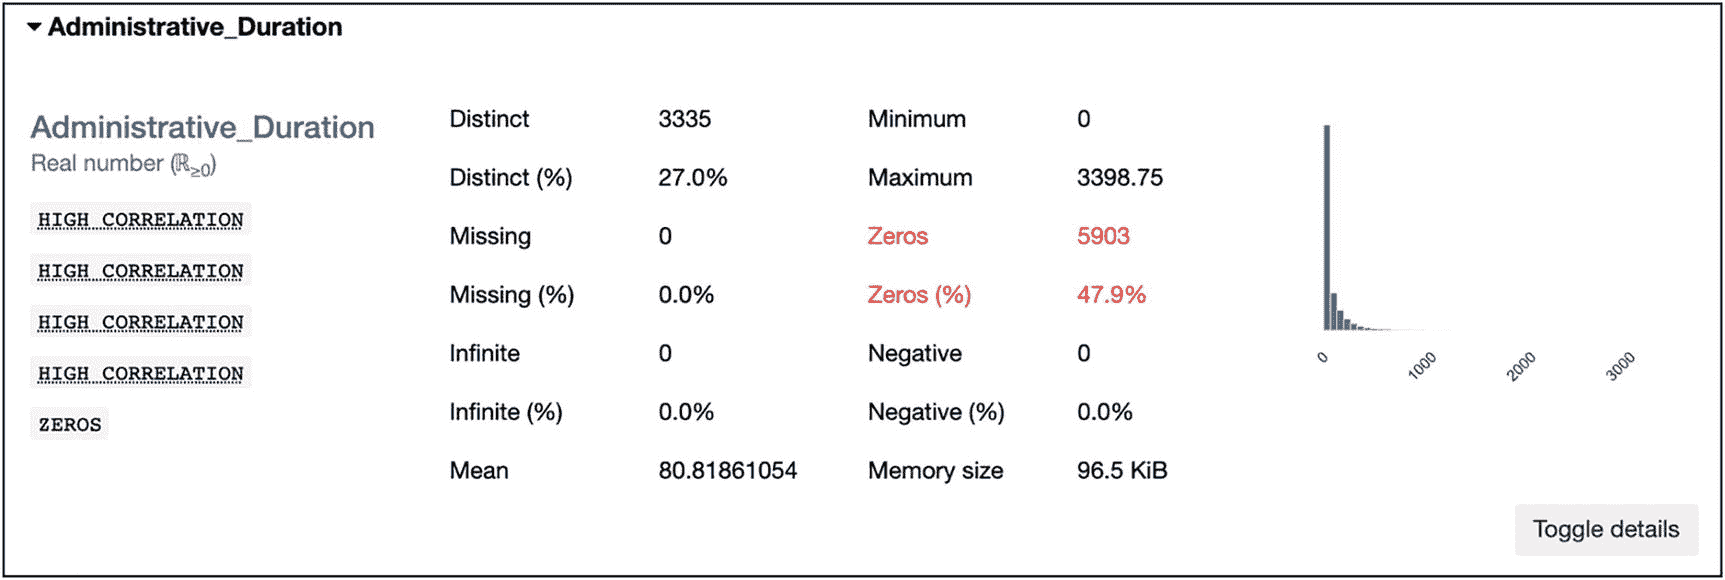 Administrative_Duration
Administrative_Duration
Real number (ℝ≥0)
HIGH CORRELATION
HIGH CORRELATION
HIGH CORRELATION
HIGH CORRELATION
ZEROS
Distinct 3335
Distinct (%) 27.0%
Missing 0
Missing (%) 0.0%
Infinite 0
Infinite (%) 0.0%
Mean 80.81861054
Minimum 0
Maximum 3398.75
Zeros 5903
Zeros (%) 47.9%
Negative 0
Negative (%) 0.0%
Memory size 96.5 KiB
0
1000
2000
3000
Toggle details